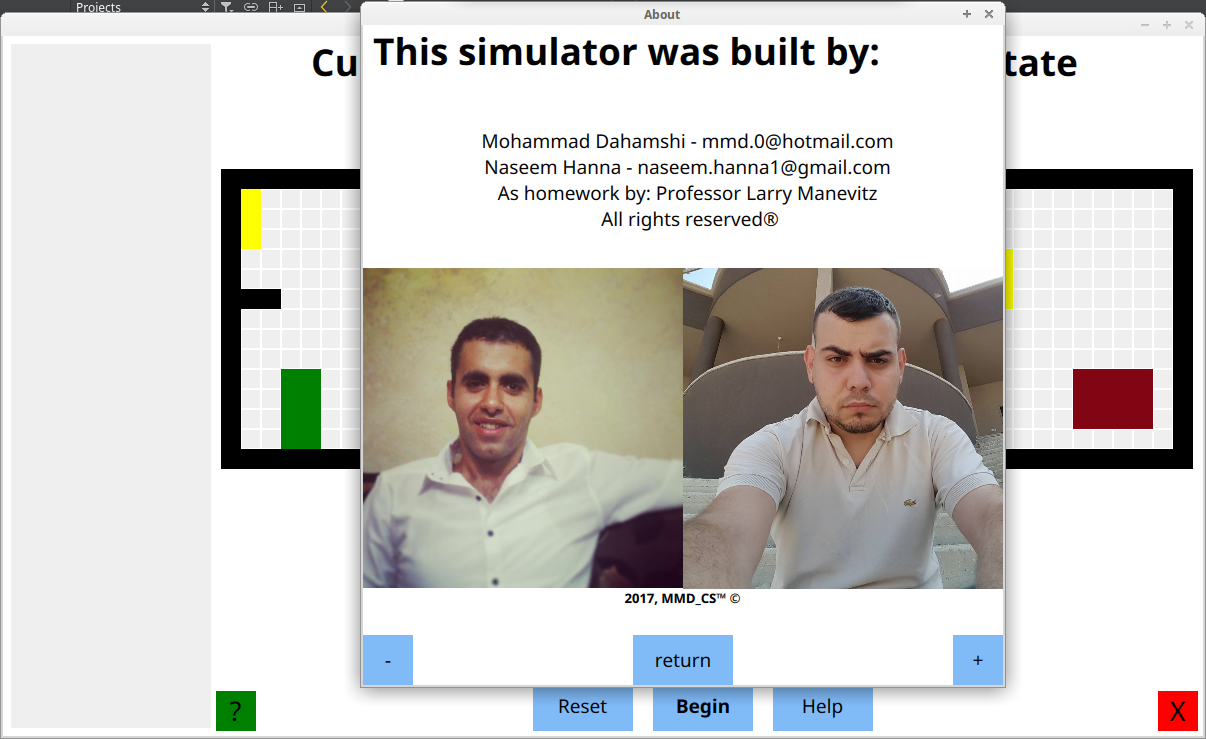 Projects
About
This simulator was built by:
Cu
tate
Mohammad Dahamshi - mmd.0@hotmail.com
Naseem Hanna - naseem.hanna1@gmail.com
As homework by: Professor Larry Manevitz
All rights reserved®
2017, MMD_CS™ ©
-
return
+
?
Reset
Begin
Help
X